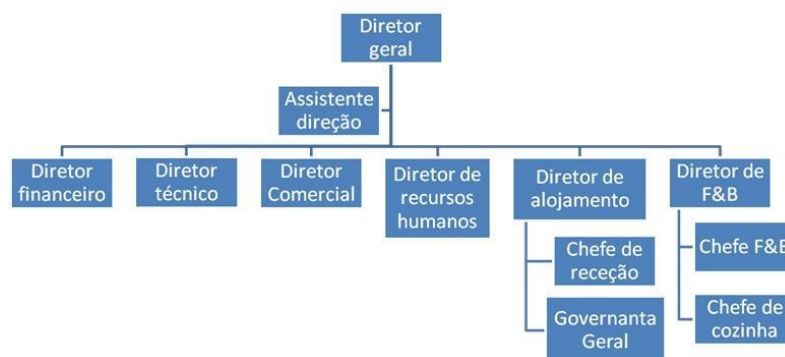 Diretor
geral
Assistente
direção
Diretor
financeiro
Diretor
técnico
Diretor
Comercial
Diretor de
recursos
humanos
Diretor de
alojamento
Diretor de
F&B
Chefe de
receção
Governanta
Geral
Chefe F&B
Chefe de
cozinha